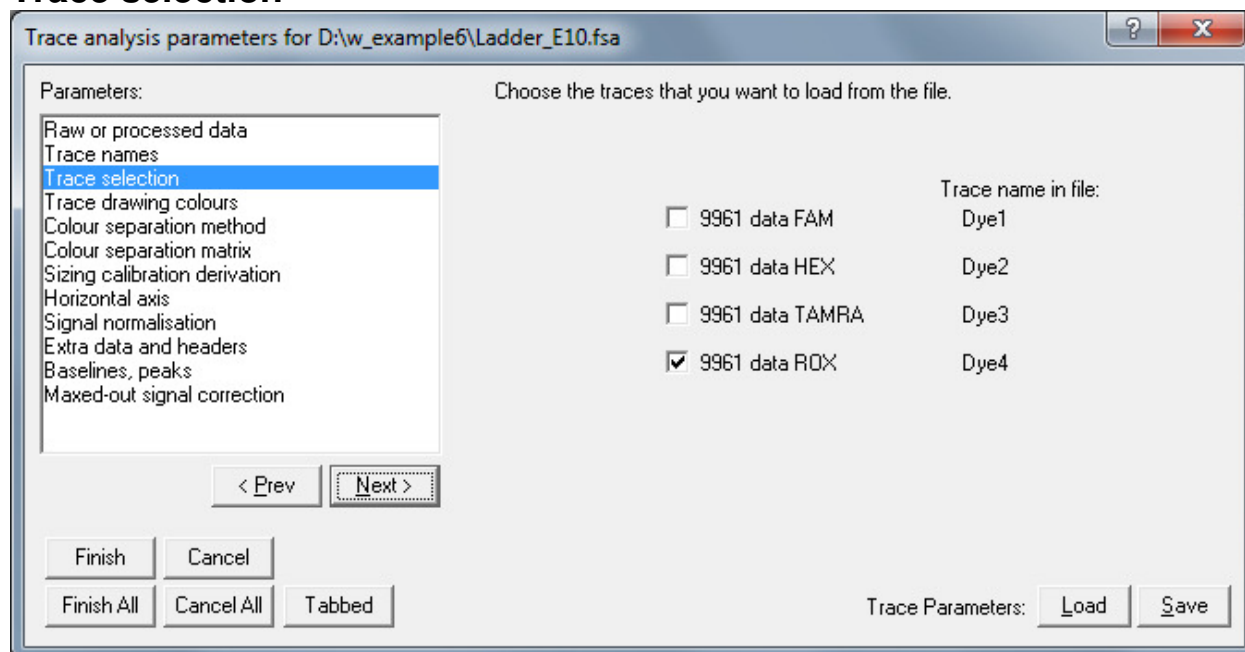 Trace selection
Trace analysis parameters for D:\w_example6\Ladder_E10.fsa
Parameters:
Raw or processed data
Trace names
Trace selection
Trace drawing colours
Colour separation method
Colour separation matrix
Sizing calibration derivation
Horizontal axis
Signal normalisation
Extra data and headers
Baselines, peaks
Maxed-out signal correction
< Prev Next >
Finish Cancel
Finish All Cancel All Tabbed
Choose the traces that you want to load from the file.
Trace name in file:
9961 data FAM Dye1
9961 data HEX Dye2
9961 data TAMRA Dye3
9961 data ROX Dye4
Trace Parameters: Load Save